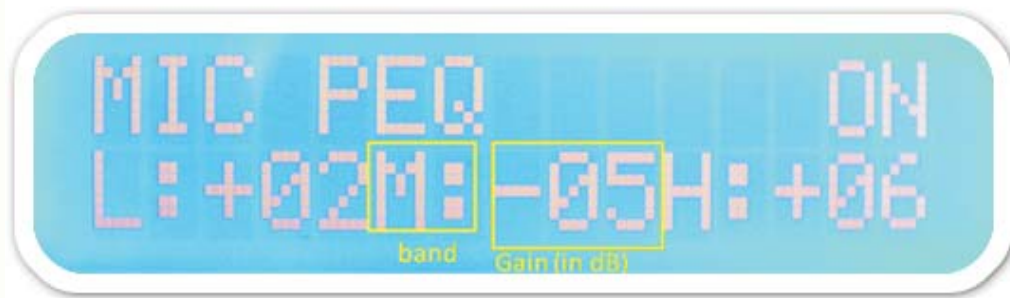 MIC PEQ ON
L:+02M:-05H:+06
band
Gain (in dB)